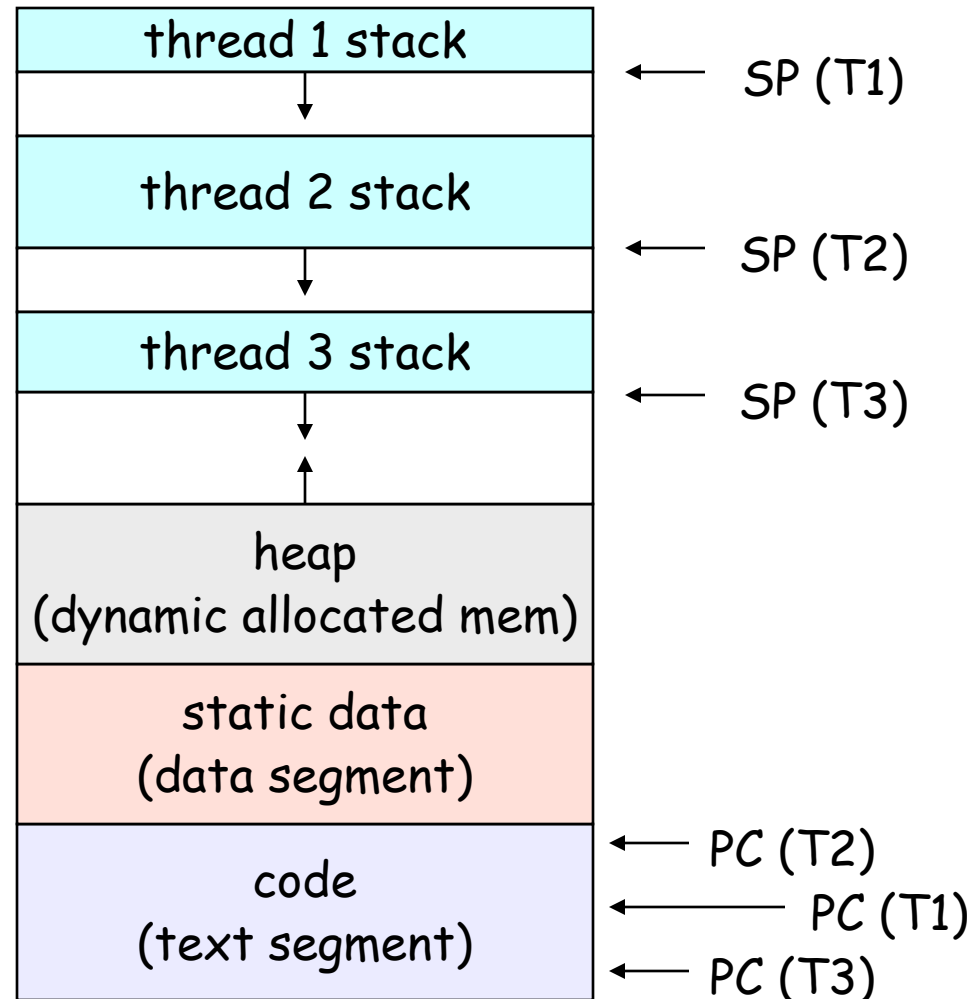 thread 1 stack
SP (T1)
thread 2 stack
SP (T2)
thread 3 stack
SP (T3)
heap
(dynamic allocated mem)
static data
(data segment)
PC (T2)
code
PC (T1)
(text segment)
PC (T3)